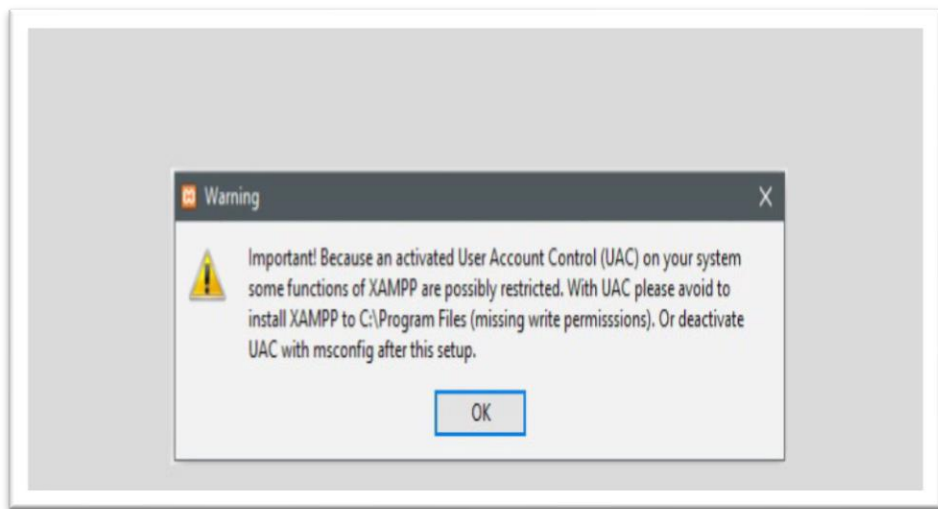 Warning
Important! Because an activated User Account Control (UAC) on your system
some functions of XAMPP are possibly restricted. With UAC please avoid to
install XAMPP to C:\Program Files (missing write permisssions). Or deactivate
UAC with msconfig after this setup.
OK